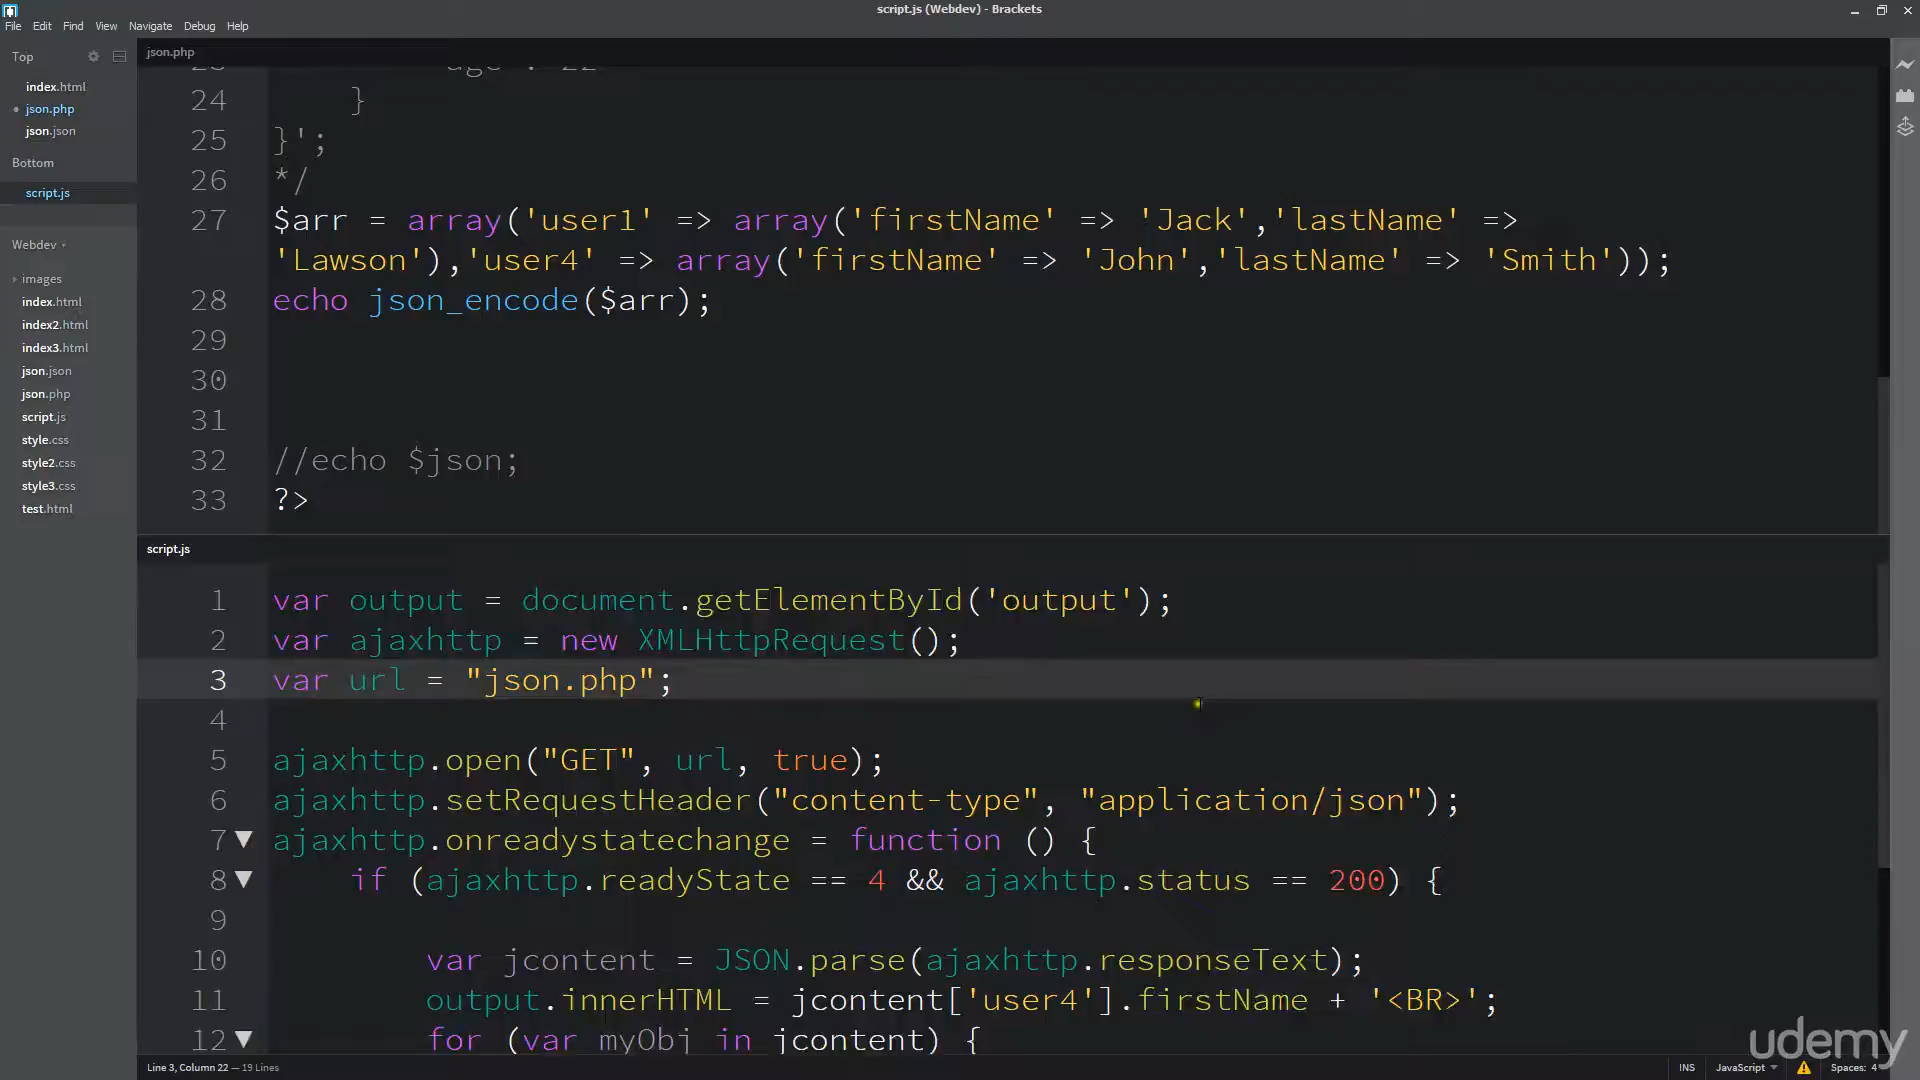 script.js (Webdev) - Brackets
File Edit Find View Navigate Debug Help
Top
index.html
json.php
json.json
Bottom
script.js
Webdev
images
index.html
index2.html
index3.html
json.json
json.php
script.js
style.css
style2.css
style3.css
test.html
json.php
24 }
25 }';
26 */
27 $arr = array('user1' => array('firstName' => 'Jack','lastName' =>
'Lawson'),'user4' => array('firstName' => 'John','lastName' => 'Smith'));
28 echo json_encode($arr);
29
30
31
32 //echo $json;
33 ?>
script.js
1 var output = document.getElementById('output');
2 var ajaxhttp = new XMLHttpRequest();
3 var url = "json.php";
4
5 ajaxhttp.open("GET", url, true);
6 ajaxhttp.setRequestHeader("content-type", "application/json");
7 ajaxhttp.onreadystatechange = function () {
8 if (ajaxhttp.readyState == 4 && ajaxhttp.status == 200) {
9
10 var jcontent = JSON.parse(ajaxhttp.responseText);
11 output.innerHTML = jcontent['user4'].firstName + '<BR>';
12 for (var myObj in jcontent) {
udemy
Line 3, Column 22 — 19 Lines
INS JavaScript Spaces: 4